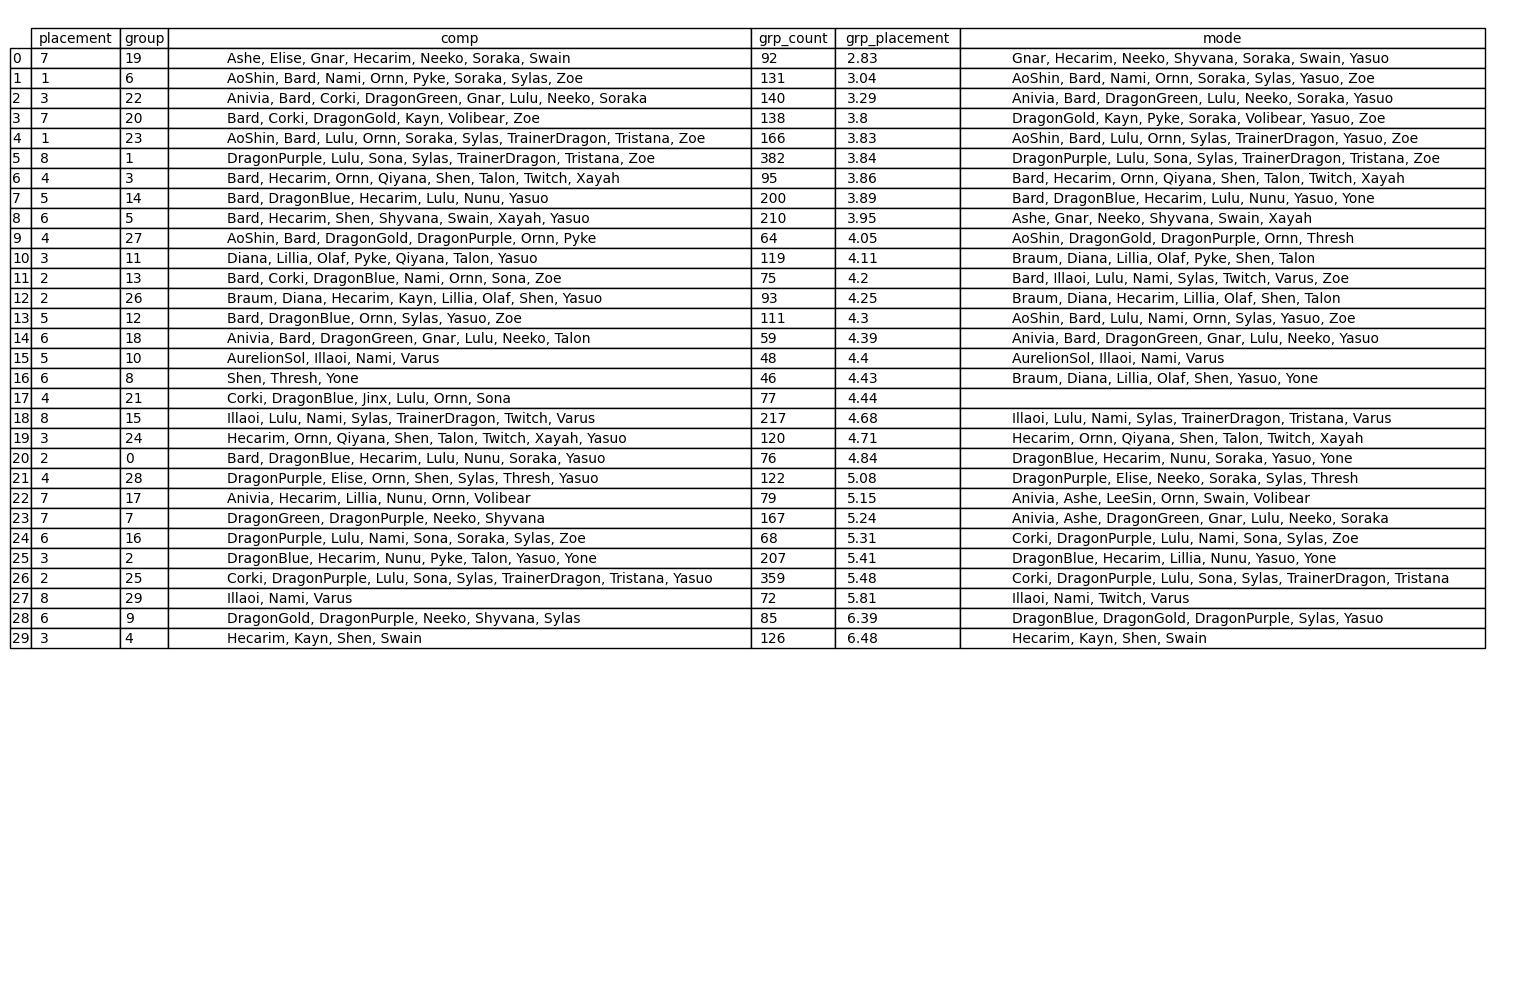 placement group comp grp_count grp_placement mode
0 7 19 Ashe, Elise, Gnar, Hecarim, Neeko, Soraka, Swain 92 2.83 Gnar, Hecarim, Neeko, Shyvana, Soraka, Swain, Yasuo
1 1 6 AoShin, Bard, Nami, Ornn, Pyke, Soraka, Sylas, Zoe 131 3.04 AoShin, Bard, Nami, Ornn, Soraka, Sylas, Yasuo, Zoe
2 3 22 Anivia, Bard, Corki, DragonGreen, Gnar, Lulu, Neeko, Soraka 140 3.29 Anivia, Bard, DragonGreen, Lulu, Neeko, Soraka, Yasuo
3 7 20 Bard, Corki, DragonGold, Kayn, Volibear, Zoe 138 3.8 DragonGold, Kayn, Pyke, Soraka, Volibear, Yasuo, Zoe
4 1 23 AoShin, Bard, Lulu, Ornn, Soraka, Sylas, TrainerDragon, Tristana, Zoe 166 3.83 AoShin, Bard, Lulu, Ornn, Sylas, TrainerDragon, Yasuo, Zoe
5 8 1 DragonPurple, Lulu, Sona, Sylas, TrainerDragon, Tristana, Zoe 382 3.84 DragonPurple, Lulu, Sona, Sylas, TrainerDragon, Tristana, Zoe
6 4 3 Bard, Hecarim, Ornn, Qiyana, Shen, Talon, Twitch, Xayah 95 3.86 Bard, Hecarim, Ornn, Qiyana, Shen, Talon, Twitch, Xayah
7 5 14 Bard, DragonBlue, Hecarim, Lulu, Nunu, Yasuo 200 3.89 Bard, DragonBlue, Hecarim, Lulu, Nunu, Yasuo, Yone
8 6 5 Bard, Hecarim, Shen, Shyvana, Swain, Xayah, Yasuo 210 3.95 Ashe, Gnar, Neeko, Shyvana, Swain, Xayah
9 4 27 AoShin, Bard, DragonGold, DragonPurple, Ornn, Pyke 64 4.05 AoShin, DragonGold, DragonPurple, Ornn, Thresh
10 3 11 Diana, Lillia, Olaf, Pyke, Qiyana, Talon, Yasuo 119 4.11 Braum, Diana, Lillia, Olaf, Pyke, Shen, Talon
11 2 13 Bard, Corki, DragonBlue, Nami, Ornn, Sona, Zoe 75 4.2 Bard, Illaoi, Lulu, Nami, Sylas, Twitch, Varus, Zoe
12 2 26 Braum, Diana, Hecarim, Kayn, Lillia, Olaf, Shen, Yasuo 93 4.25 Braum, Diana, Hecarim, Lillia, Olaf, Shen, Talon
13 5 12 Bard, DragonBlue, Ornn, Sylas, Yasuo, Zoe 111 4.3 AoShin, Bard, Lulu, Nami, Ornn, Sylas, Yasuo, Zoe
14 6 18 Anivia, Bard, DragonGreen, Gnar, Lulu, Neeko, Talon 59 4.39 Anivia, Bard, DragonGreen, Gnar, Lulu, Neeko, Yasuo
15 5 10 AurelionSol, Illaoi, Nami, Varus 48 4.4 AurelionSol, Illaoi, Nami, Varus
16 6 8 Shen, Thresh, Yone 46 4.43 Braum, Diana, Lillia, Olaf, Shen, Yasuo, Yone
17 4 21 Corki, DragonBlue, Jinx, Lulu, Ornn, Sona 77 4.44
18 8 15 Illaoi, Lulu, Nami, Sylas, TrainerDragon, Twitch, Varus 217 4.68 Illaoi, Lulu, Nami, Sylas, TrainerDragon, Tristana, Varus
19 3 24 Hecarim, Ornn, Qiyana, Shen, Talon, Twitch, Xayah, Yasuo 120 4.71 Hecarim, Ornn, Qiyana, Shen, Talon, Twitch, Xayah
20 2 0 Bard, DragonBlue, Hecarim, Lulu, Nunu, Soraka, Yasuo 76 4.84 DragonBlue, Hecarim, Nunu, Soraka, Yasuo, Yone
21 4 28 DragonPurple, Elise, Ornn, Shen, Sylas, Thresh, Yasuo 122 5.08 DragonPurple, Elise, Neeko, Soraka, Sylas, Thresh
22 7 17 Anivia, Hecarim, Lillia, Nunu, Ornn, Volibear 79 5.15 Anivia, Ashe, LeeSin, Ornn, Swain, Volibear
23 7 7 DragonGreen, DragonPurple, Neeko, Shyvana 167 5.24 Anivia, Ashe, DragonGreen, Gnar, Lulu, Neeko, Soraka
24 6 16 DragonPurple, Lulu, Nami, Sona, Soraka, Sylas, Zoe 68 5.31 Corki, DragonPurple, Lulu, Nami, Sona, Sylas, Zoe
25 3 2 DragonBlue, Hecarim, Nunu, Pyke, Talon, Yasuo, Yone 207 5.41 DragonBlue, Hecarim, Lillia, Nunu, Yasuo, Yone
26 2 25 Corki, DragonPurple, Lulu, Sona, Sylas, TrainerDragon, Tristana, Yasuo 359 5.48 Corki, DragonPurple, Lulu, Sona, Sylas, TrainerDragon, Tristana
27 8 29 Illaoi, Nami, Varus 72 5.81 Illaoi, Nami, Twitch, Varus
28 6 9 DragonGold, DragonPurple, Neeko, Shyvana, Sylas 85 6.39 DragonBlue, DragonGold, DragonPurple, Sylas, Yasuo
29 3 4 Hecarim, Kayn, Shen, Swain 126 6.48 Hecarim, Kayn, Shen, Swain